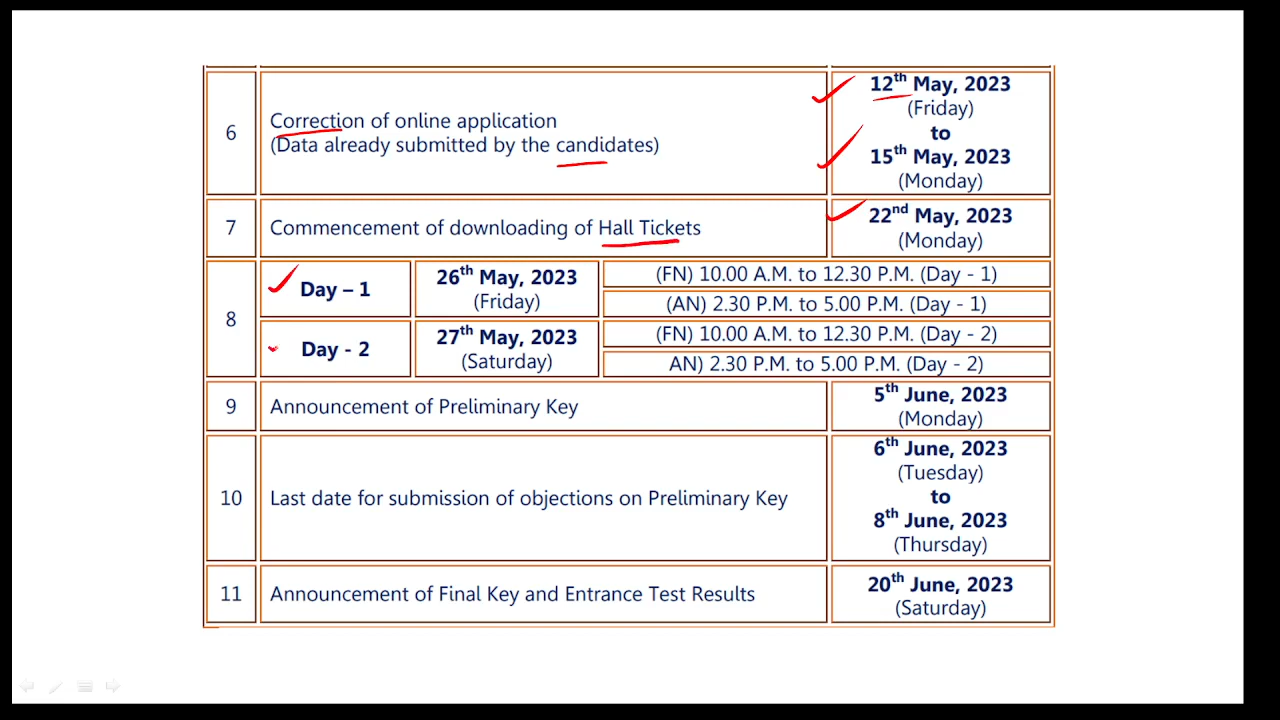 6
Correction of online application
(Data already submitted by the candidates)
12th May, 2023
(Friday)
to
15th May, 2023
(Monday)
7
Commencement of downloading of Hall Tickets
22nd May, 2023
(Monday)
8
Day – 1
26th May, 2023
(Friday)
(FN) 10.00 A.M. to 12.30 P.M. (Day - 1)
(AN) 2.30 P.M. to 5.00 P.M. (Day - 1)
Day - 2
27th May, 2023
(Saturday)
(FN) 10.00 A.M. to 12.30 P.M. (Day - 2)
AN) 2.30 P.M. to 5.00 P.M. (Day - 2)
9
Announcement of Preliminary Key
5th June, 2023
(Monday)
10
Last date for submission of objections on Preliminary Key
6th June, 2023
(Tuesday)
to
8th June, 2023
(Thursday)
11
Announcement of Final Key and Entrance Test Results
20th June, 2023
(Saturday)